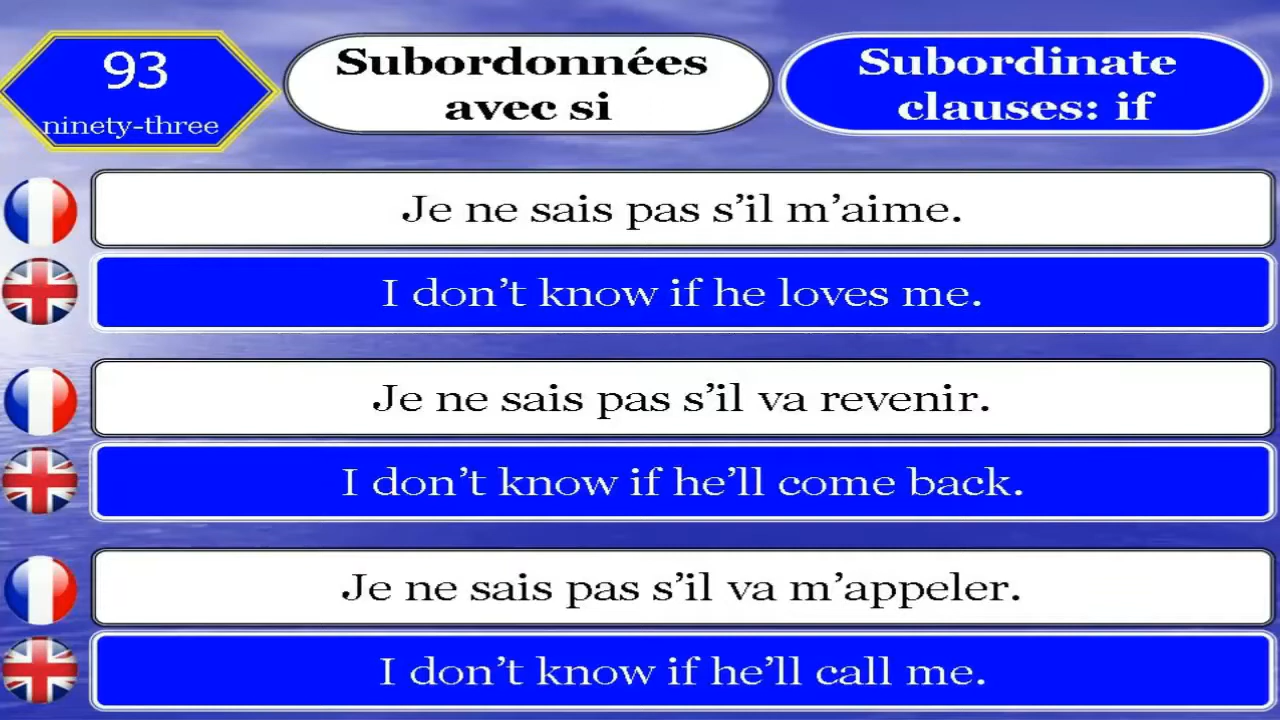 93
ninety-three
Subordonnées
avec si
Subordinate
clauses: if
Je ne sais pas s’il m’aime.
I don’t know if he loves me.
Je ne sais pas s’il va revenir.
I don’t know if he’ll come back.
Je ne sais pas s’il va m’appeler.
I don’t know if he’ll call me.